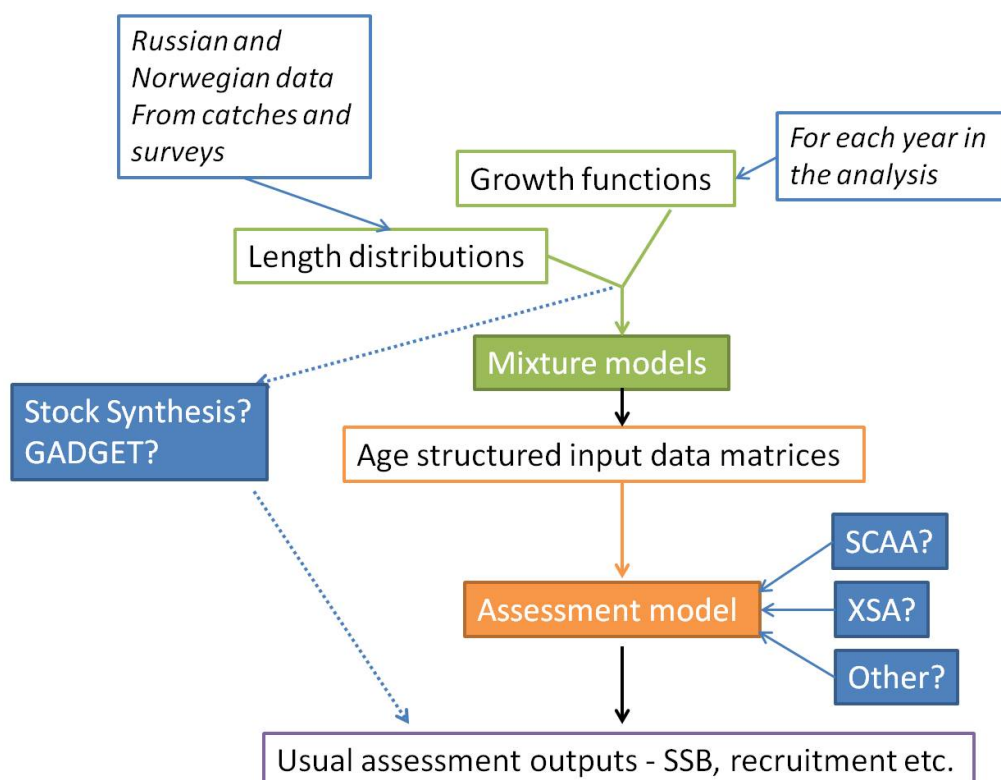 Russian and
Norwegian data
From catches and
surveys
For each year in
the analysis
Growth functions
Length distributions
Mixture models
Stock Synthesis?
GADGET?
Age structured input data matrices
SCAA?
Assessment model
XSA?
Other?
Usual assessment outputs - SSB, recruitment etc.